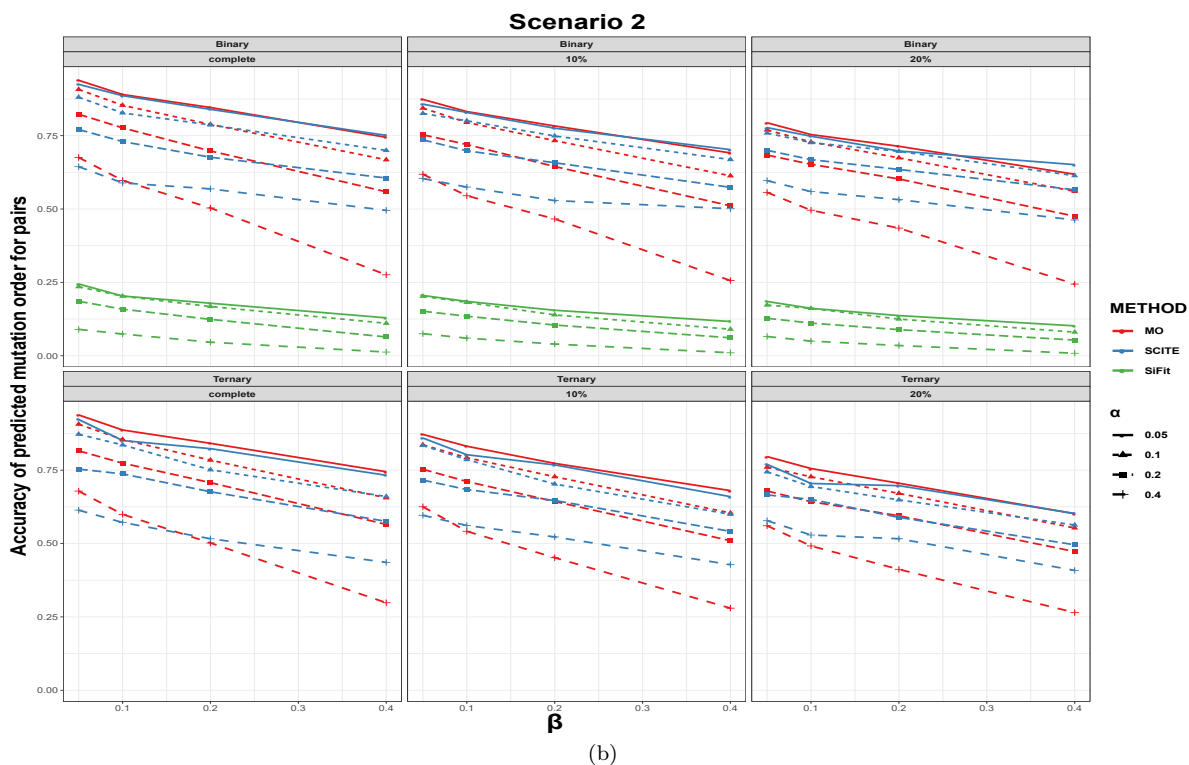 Scenario 2
Binary
Binary
Binary
complete
10%
20%
0.75
0.50
0.25
0.00
Ternary
Ternary
Ternary
complete
10%
20%
0.75
0.50
0.25
0.00
0.1
0.2
0.3
0.4
0.1
0.2
0.3
0.4
0.1
0.2
0.3
0.4
Accuracy of predicted mutation order for pairs
β
METHOD
MO
SCITE
SiFit
α
0.05
0.1
0.2
0.4
(b)